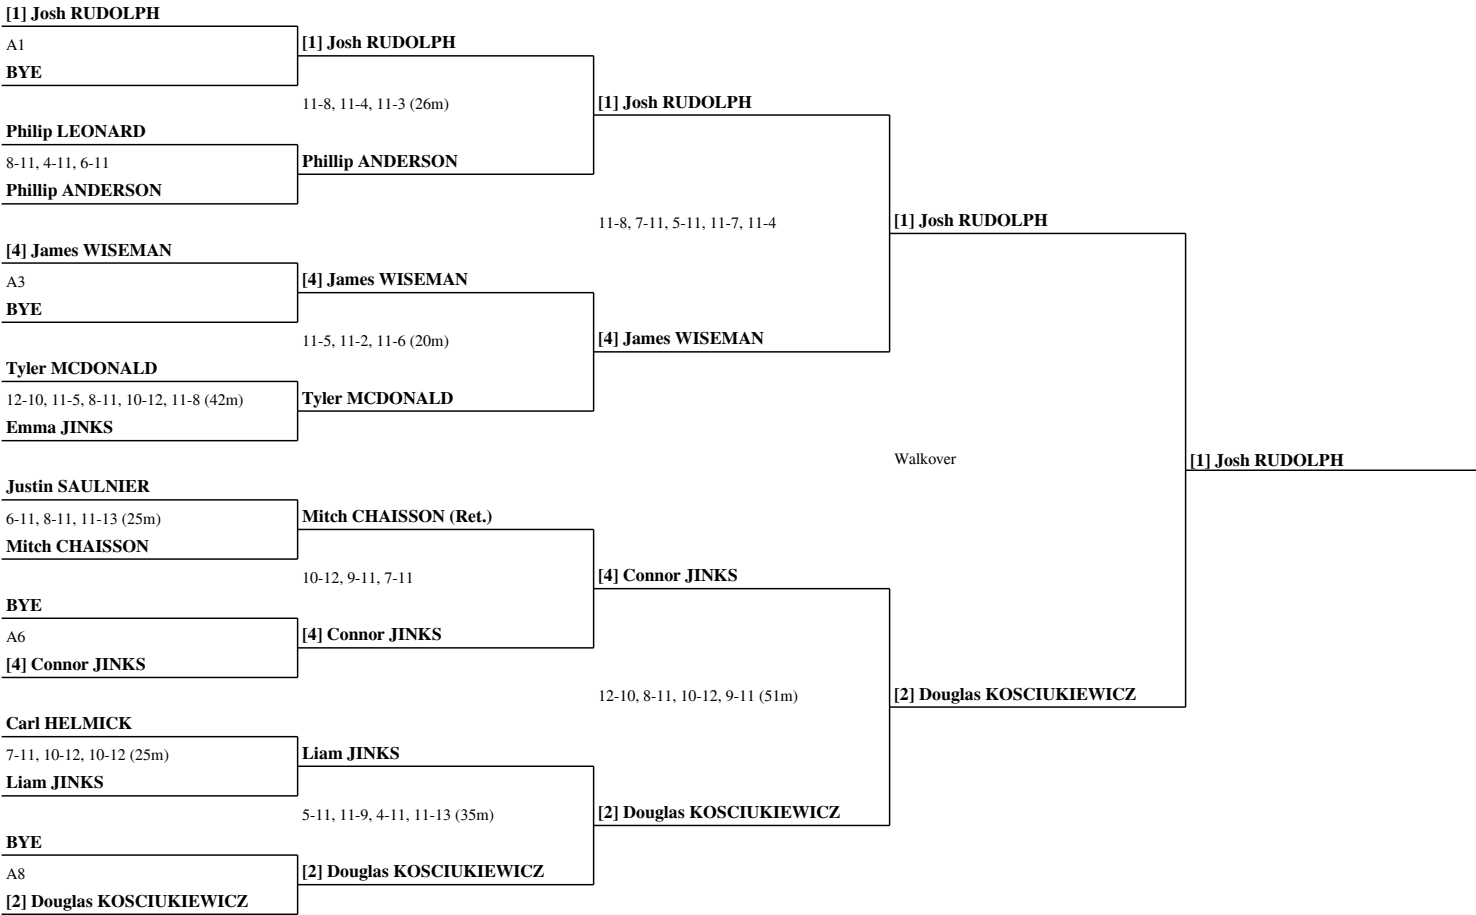 [1] Josh RUDOLPH
A1
BYE
Philip LEONARD
8-11, 4-11, 6-11
Phillip ANDERSON
[4] James WISEMAN
A3
BYE
Tyler MCDONALD
12-10, 11-5, 8-11, 10-12, 11-8 (42m)
Emma JINKS
Justin SAULNIER
6-11, 8-11, 11-13 (25m)
Mitch CHAISSON
BYE
A6
[4] Connor JINKS
Carl HELMICK
7-11, 10-12, 10-12 (25m)
Liam JINKS
BYE
A8
[2] Douglas KOSCIUKIEWICZ
[1] Josh RUDOLPH
11-8, 11-4, 11-3 (26m)
Phillip ANDERSON
[4] James WISEMAN
11-5, 11-2, 11-6 (20m)
Tyler MCDONALD
Mitch CHAISSON (Ret.)
10-12, 9-11, 7-11
[4] Connor JINKS
Liam JINKS
5-11, 11-9, 4-11, 11-13 (35m)
[2] Douglas KOSCIUKIEWICZ
[1] Josh RUDOLPH
11-8, 7-11, 5-11, 11-7, 11-4
[4] James WISEMAN
[4] Connor JINKS
12-10, 8-11, 10-12, 9-11 (51m)
[2] Douglas KOSCIUKIEWICZ
[1] Josh RUDOLPH
Walkover
[2] Douglas KOSCIUKIEWICZ
[1] Josh RUDOLPH